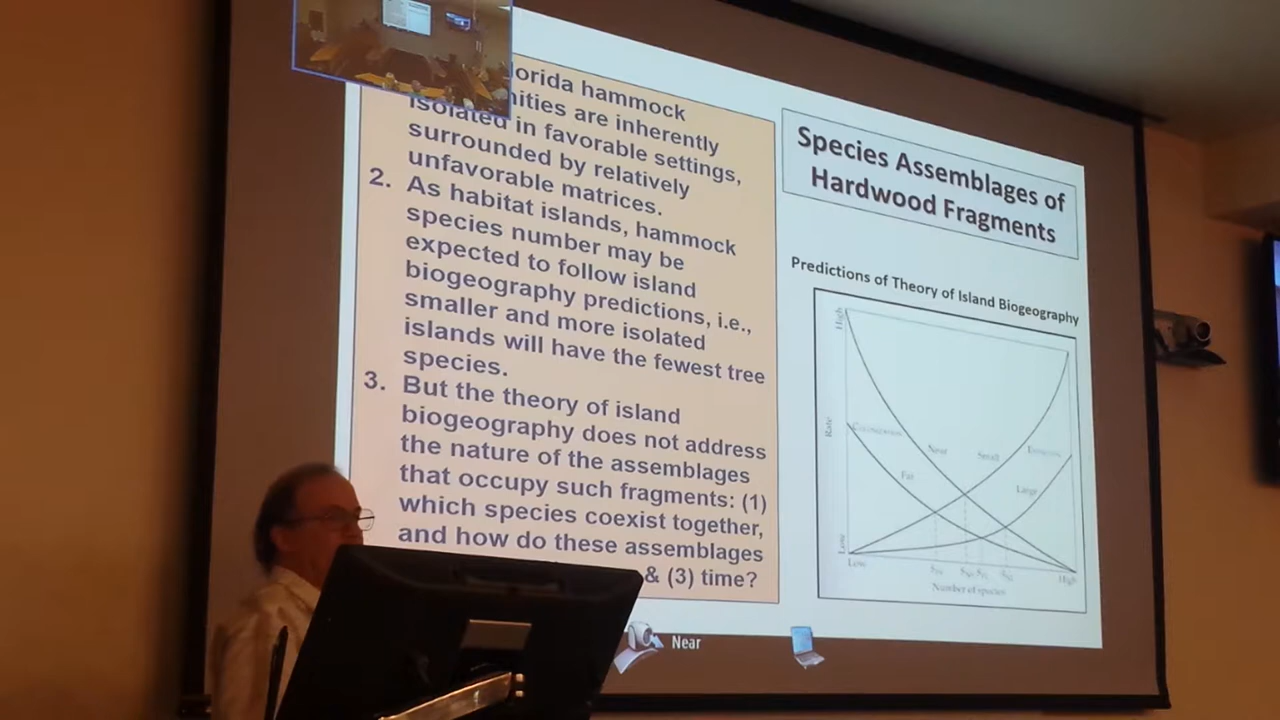 orida hammock
nities are inherently
isolated in favorable settings,
surrounded by relatively
unfavorable matrices.
2. As habitat islands, hammock
species number may be
expected to follow island
biogeography predictions, i.e.,
smaller and more isolated
islands will have the fewest tree
species.
3. But the theory of island
biogeography does not address
the nature of the assemblages
that occupy such fragments: (1)
which species coexist together,
and how do these assemblages
& (3) time?
Species Assemblages of
Hardwood Fragments
Predictions of Theory of Island Biogeography
High
Rate
Low
Near
Far
Small
Large
Low
High
Number of species
Near